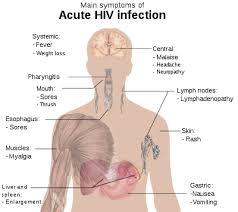 Main symptoms of
Acute HIV infection
Systemic:
- Fever
- Weight loss
Central:
- Malaise
- Headache
- Neuropathy
Pharyngitis
Mouth:
- Sores
- Thrush
Lymph nodes:
- Lymphadenopathy
Esophagus:
- Sores
Skin:
- Rash
Muscles:
- Myalgia
Liver and
spleen:
- Enlargement
Gastric:
- Nausea
- Vomiting